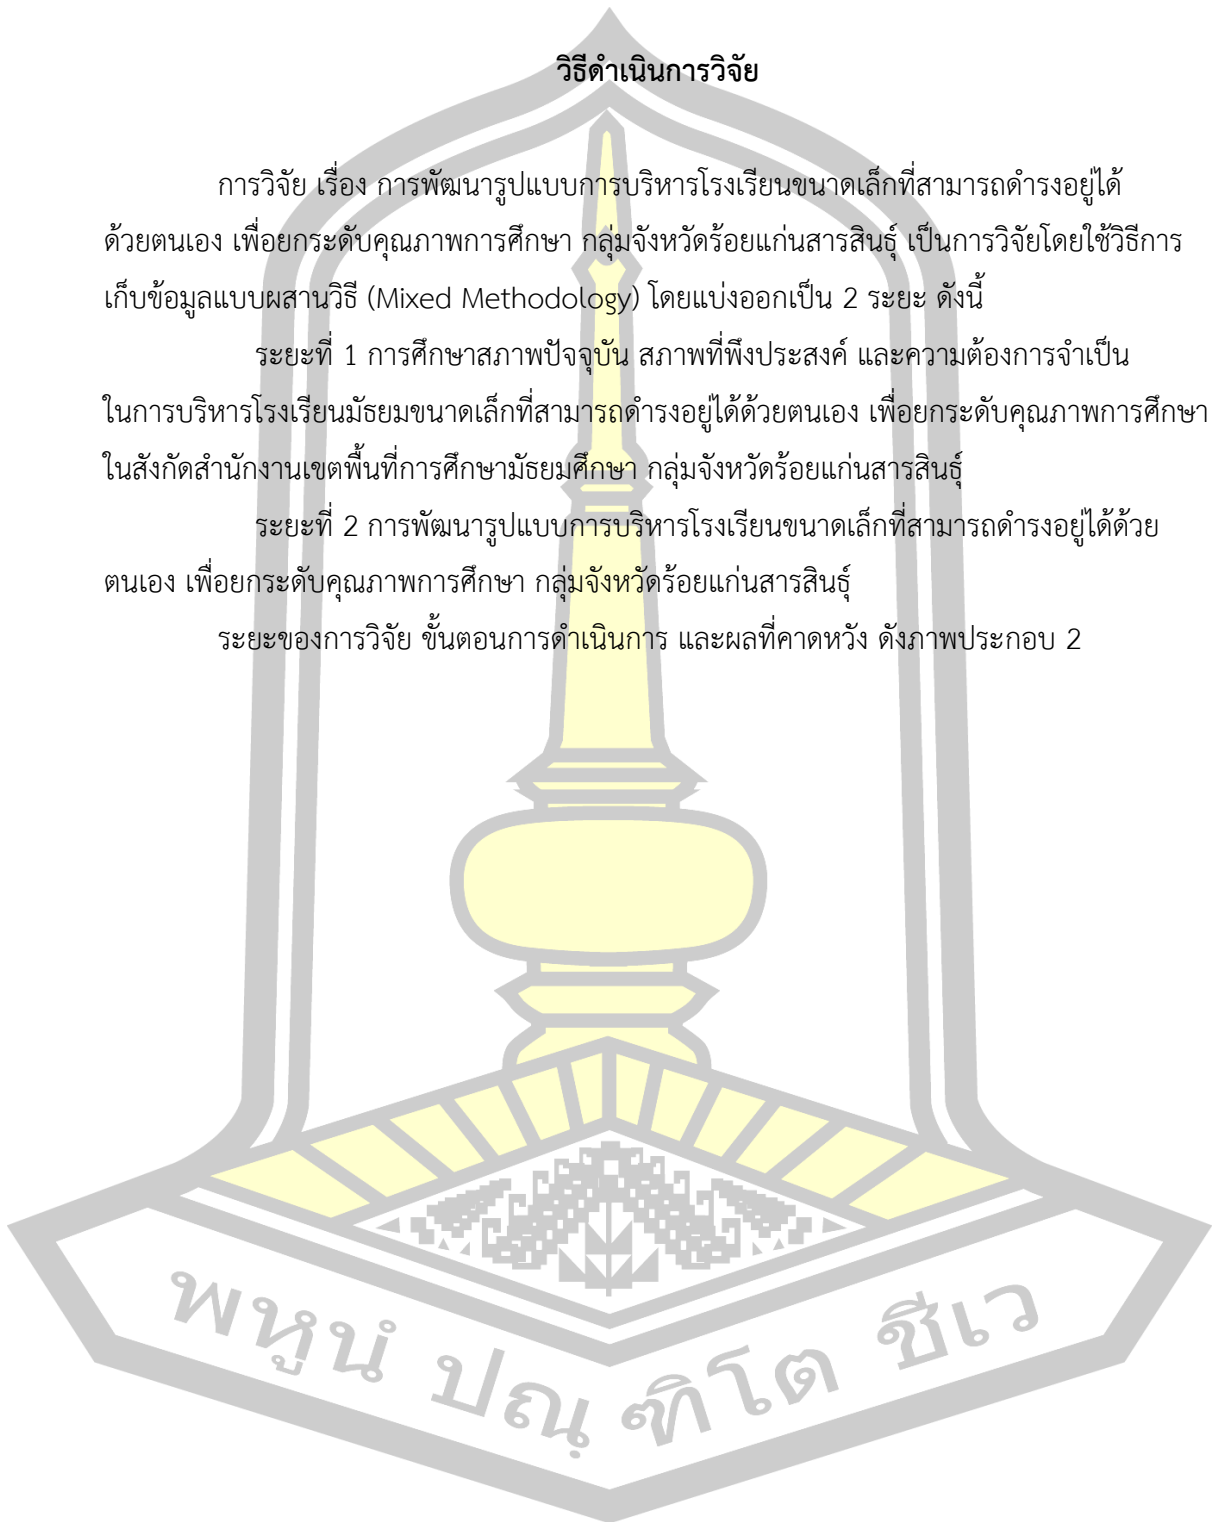 วิธีดำเนินการวิจัย
การวิจัย เรื่อง การพัฒนารูปแบบการบริหารโรงเรียนขนาดเล็กที่สามารถดำรงอยู่ได้
ด้วยตนเอง เพื่อยกระดับคุณภาพการศึกษา กลุ่มจังหวัดร้อยแก่นสารสินธุ์ เป็นการวิจัยโดยใช้วิธีการ
เก็บข้อมูลแบบผสานวิธี (Mixed Methodology) โดยแบ่งออกเป็น 2 ระยะ ดังนี้
ระยะที่ 1 การศึกษาสภาพปัจจุบัน สภาพที่พึงประสงค์ และความต้องการจำเป็น
ในการบริหารโรงเรียนมัธยมขนาดเล็กที่สามารถดำรงอยู่ได้ด้วยตนเอง เพื่อยกระดับคุณภาพการศึกษา
ในสังกัดสำนักงานเขตพื้นที่การศึกษามัธยมศึกษา กลุ่มจังหวัดร้อยแก่นสารสินธุ์
ระยะที่ 2 การพัฒนารูปแบบการบริหารโรงเรียนขนาดเล็กที่สามารถดำรงอยู่ได้ด้วย
ตนเอง เพื่อยกระดับคุณภาพการศึกษา กลุ่มจังหวัดร้อยแก่นสารสินธุ์
ระยะของการวิจัย ขั้นตอนการดำเนินการ และผลที่คาดหวัง ดังภาพประกอบ 2
พหูนํ ปณฺ ฑิโต ชีเว